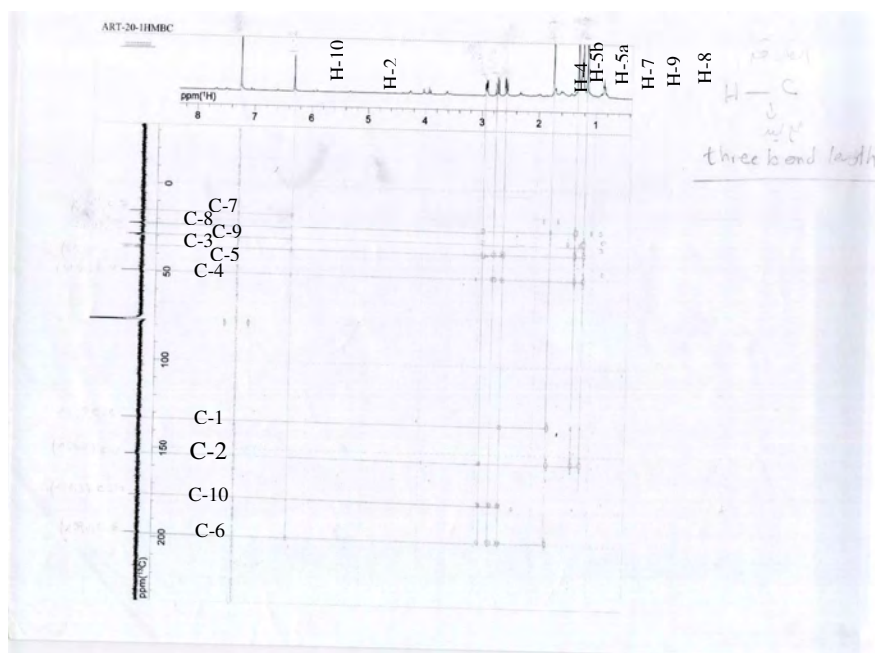 ART-20-1HMBC
H-10
H-2
H-4
H-5b
H-5a
H-7
H-9
H-8
ppm(¹H)
8 7 6 5 4 3 2 1
H — C
three bond
0
C-7
C-8
C-9
C-3
C-5
C-4
50
100
C-1
150
C-2
C-10
200
C-6
ppm(¹³C)